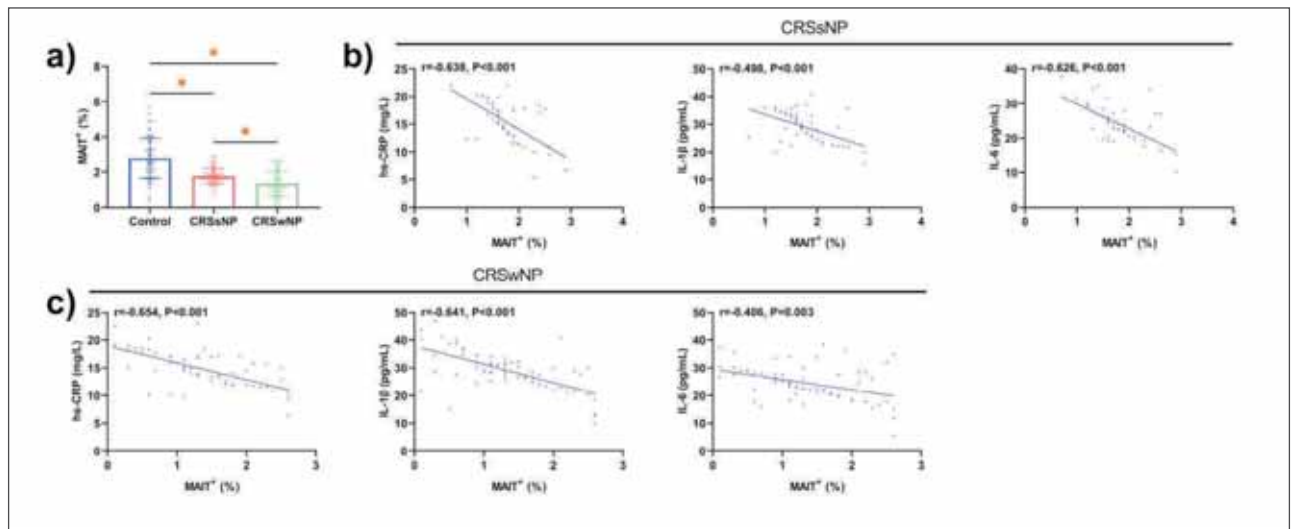 a)
8
6
4
2
0
MAIT+ (%)
Control CRSsNP CRSwNP
b)
CRSsNP
r=-0.638, P<0.001
25
20
15
10
5
0
hs-CRP (mg/L)
0 1 2 3 4
MAIT+ (%)
r=-0.498, P<0.001
50
40
30
20
10
0
IL-1β (pg/mL)
0 1 2 3 4
MAIT+ (%)
r=-0.626, P<0.001
40
30
20
10
0
IL-6 (pg/mL)
0 1 2 3 4
MAIT+ (%)
c)
CRSwNP
r=-0.654, P<0.001
25
20
15
10
5
0
hs-CRP (mg/L)
0 1 2 3
MAIT+ (%)
r=-0.641, P<0.001
50
40
30
20
10
0
IL-1β (pg/mL)
0 1 2 3
MAIT+ (%)
r=-0.406, P=0.003
50
40
30
20
10
0
IL-6 (pg/mL)
0 1 2 3
MAIT+ (%)